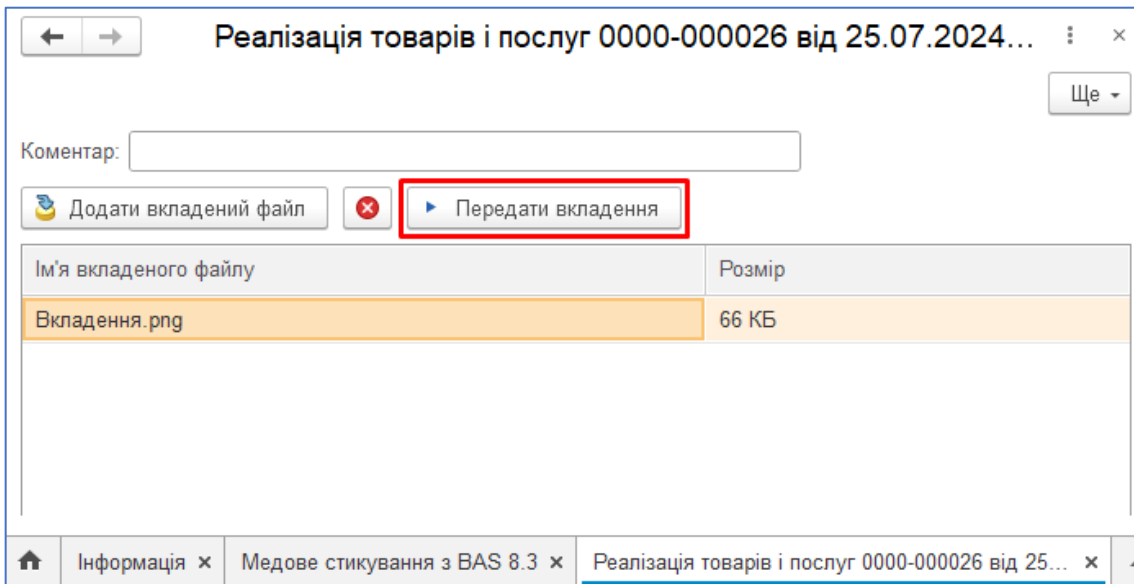 Реалізація товарів і послуг 0000-000026 від 25.07.2024...
Ще
Коментар:
Додати вкладений файл Передати вкладення
Ім'я вкладеного файлу Розмір
Вкладення.png 66 КБ
Інформація Медове стикування з BAS 8.3 Реалізація товарів і послуг 0000-000026 від 25...